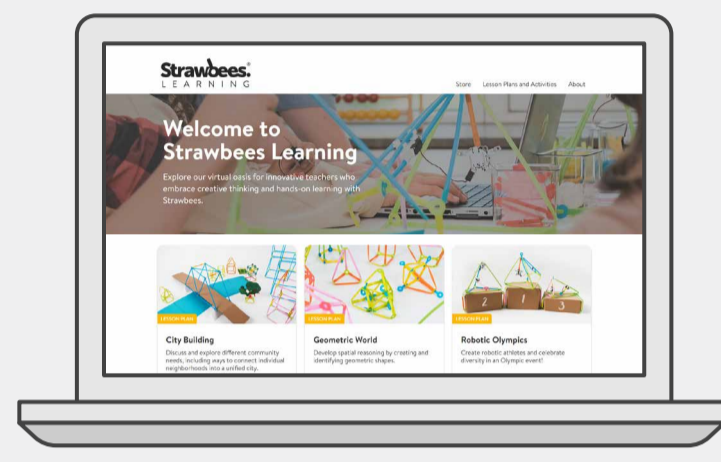 Strawbees®
LEARNING
Store Lesson Plans and Activities About
Welcome to
Strawbees Learning
Explore our virtual oasis for innovative teachers who
embrace creative thinking and hands-on learning with
Strawbees.
LESSON PLAN
City Building
Discuss and explore different community
needs, including ways to connect individual
neighborhoods into a unified city.
LESSON PLAN
Geometric World
Develop spatial reasoning by creating and
identifying geometric shapes.
2 1 3
LESSON PLAN
Robotic Olympics
Create robotic athletes and celebrate
diversity in an Olympic event!